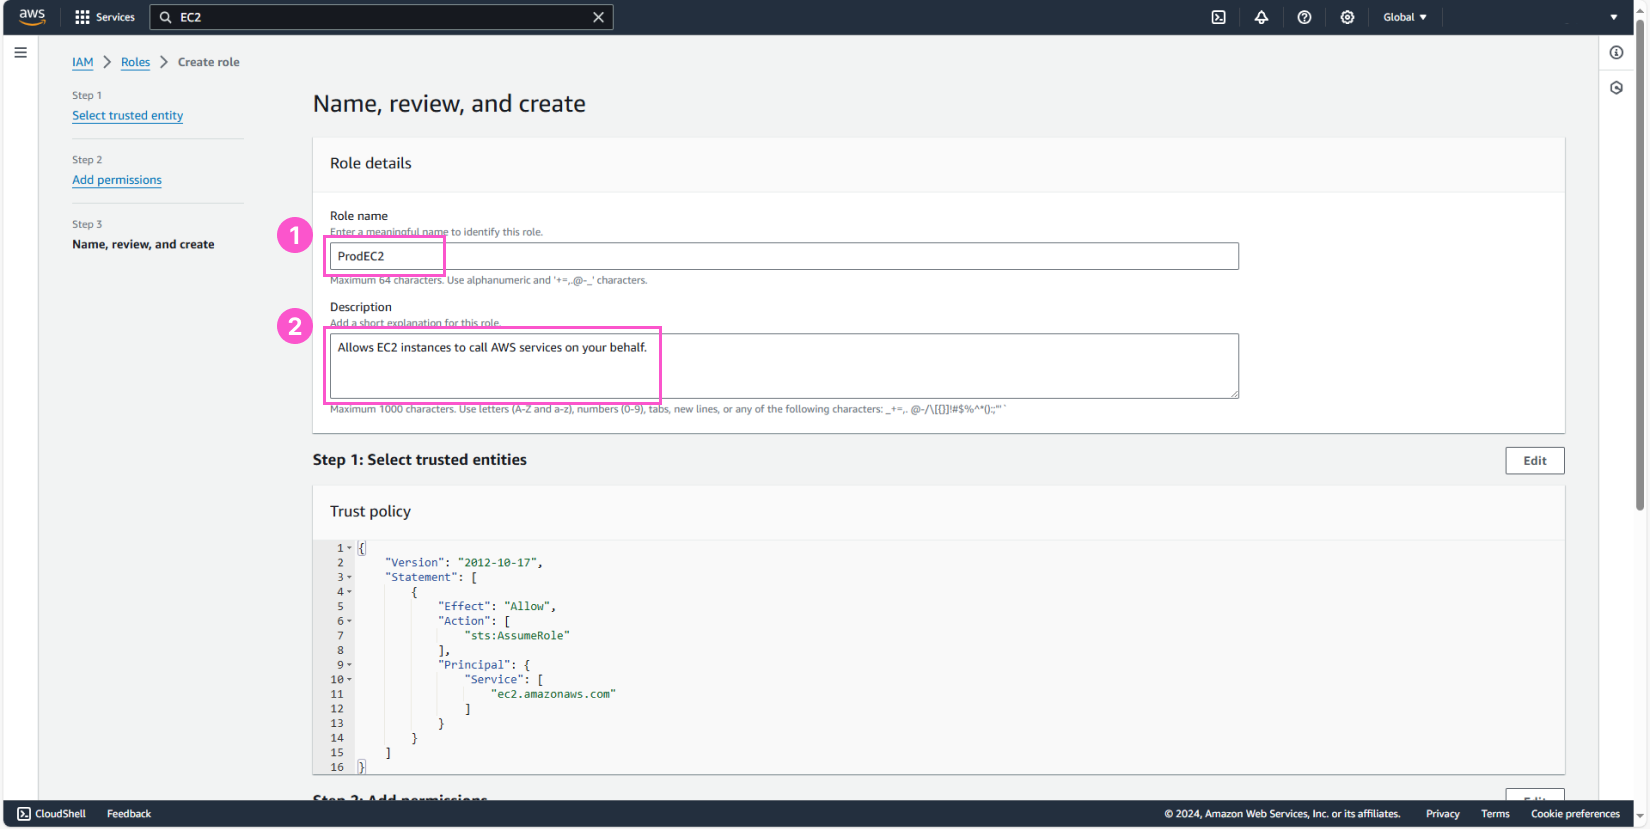 aws
Services
EC2
Global
IAM
Roles
Create role
Step 1
Select trusted entity
Step 2
Add permissions
Step 3
Name, review, and create
Name, review, and create
Role details
1
Role name
Enter a meaningful name to identify this role.
ProdEC2
Maximum 64 characters. Use alphanumeric and '+=,.@-_' characters.
2
Description
Add a short explanation for this role.
Allows EC2 instances to call AWS services on your behalf.
Maximum 1000 characters. Use letters (A-Z and a-z), numbers (0-9), tabs, new lines, or any of the following characters: _+=,. @-/\[{}]!#$%^*();:"'`
Step 1: Select trusted entities
Edit
Trust policy
1 {
2 "Version": "2012-10-17",
3 "Statement": [
4 {
5 "Effect": "Allow",
6 "Action": [
7 "sts:AssumeRole"
8 ],
9 "Principal": {
10 "Service": [
11 "ec2.amazonaws.com"
12 ]
13 }
14 }
15 ]
16 }
Step 2: Add permissions
Edit
CloudShell
Feedback
© 2024, Amazon Web Services, Inc. or its affiliates.
Privacy
Terms
Cookie preferences